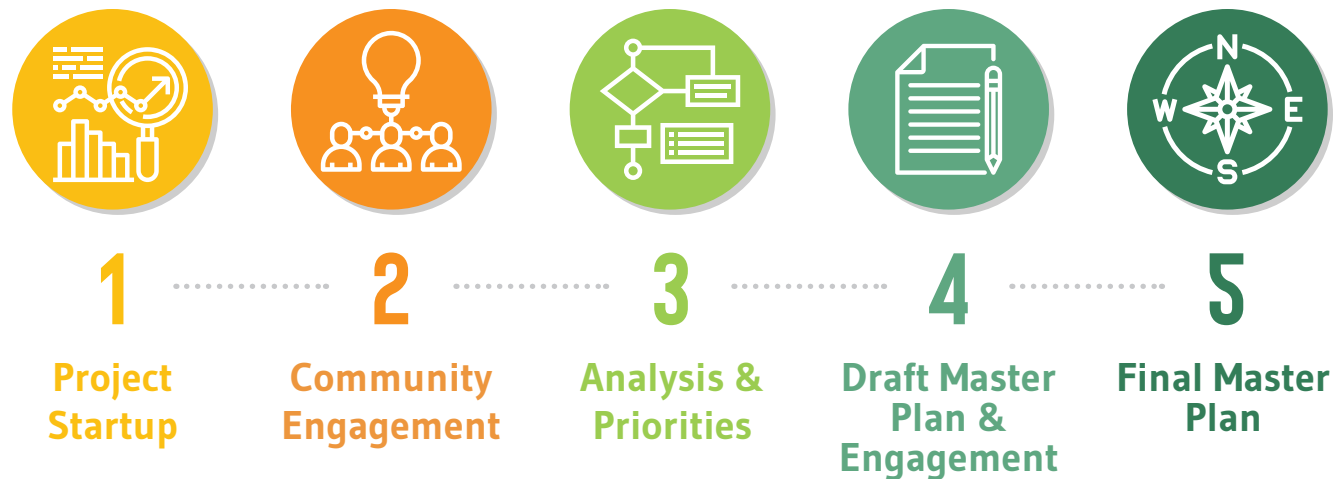 N
W
E
S
1
2
3
4
5
Project
Startup
Community
Engagement
Analysis &
Priorities
Draft Master
Plan &
Engagement
Final Master
Plan